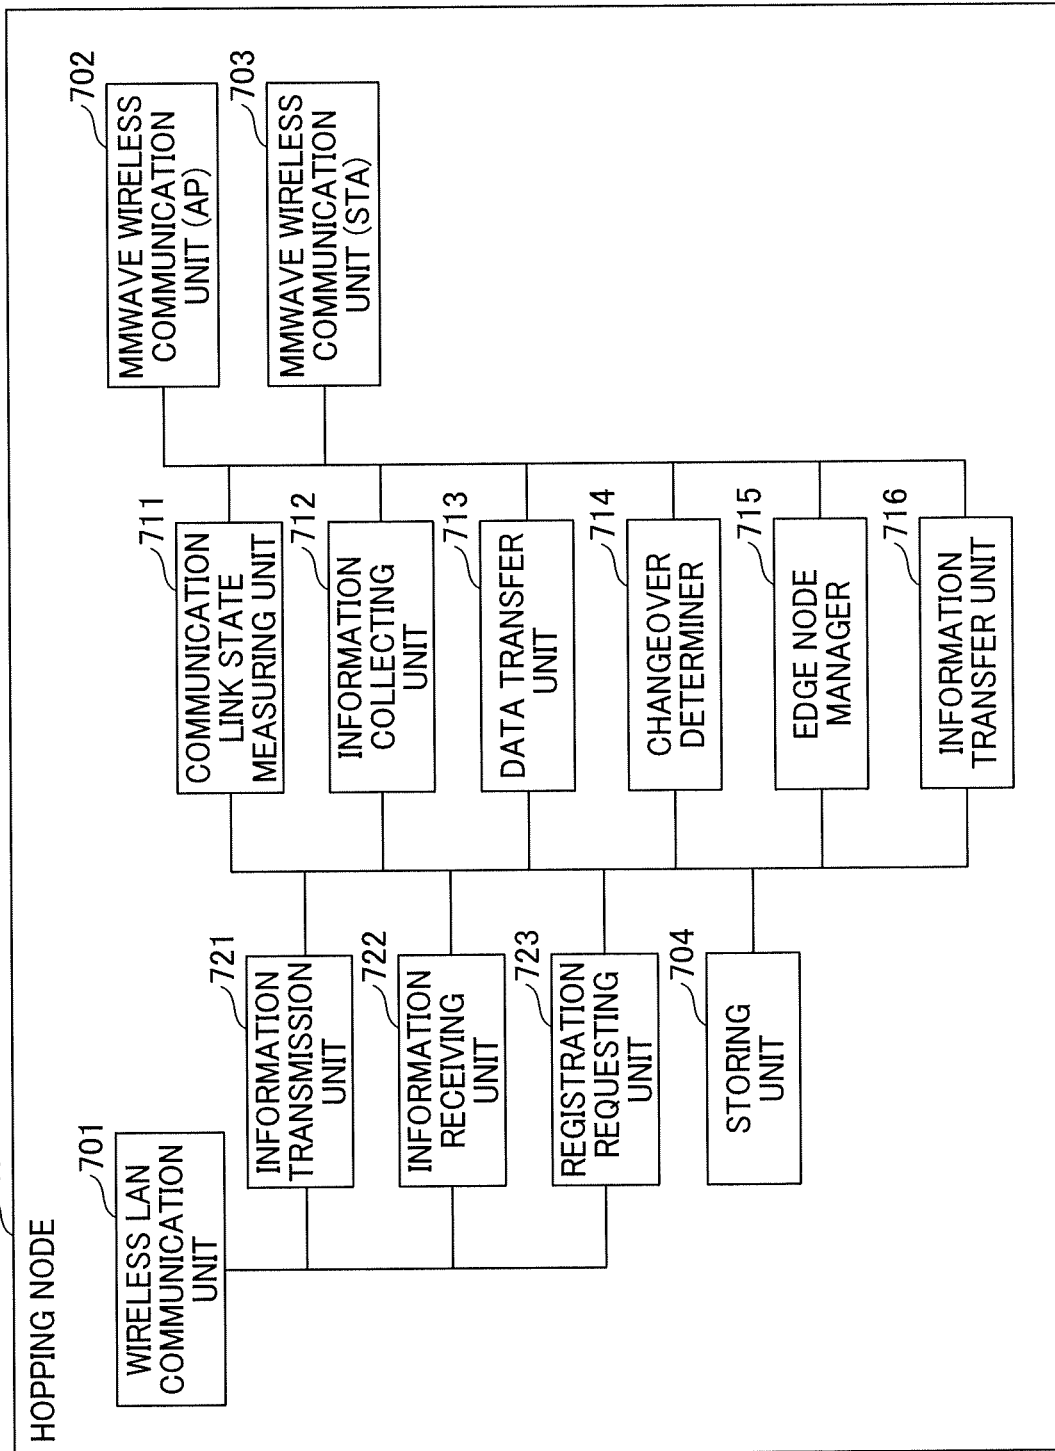 HOPPING NODE
701
WIRELESS LAN
COMMUNICATION
UNIT
721
INFORMATION
TRANSMISSION
UNIT
722
INFORMATION
RECEIVING
UNIT
723
REGISTRATION
REQUESTING
UNIT
704
STORING
UNIT
711
COMMUNICATION
LINK STATE
MEASURING UNIT
712
INFORMATION
COLLECTING
UNIT
713
DATA TRANSFER
UNIT
714
CHANGEOVER
DETERMINER
715
EDGE NODE
MANAGER
716
INFORMATION
TRANSFER UNIT
702
MMWAVE WIRELESS
COMMUNICATION
UNIT (AP)
703
MMWAVE WIRELESS
COMMUNICATION
UNIT (STA)